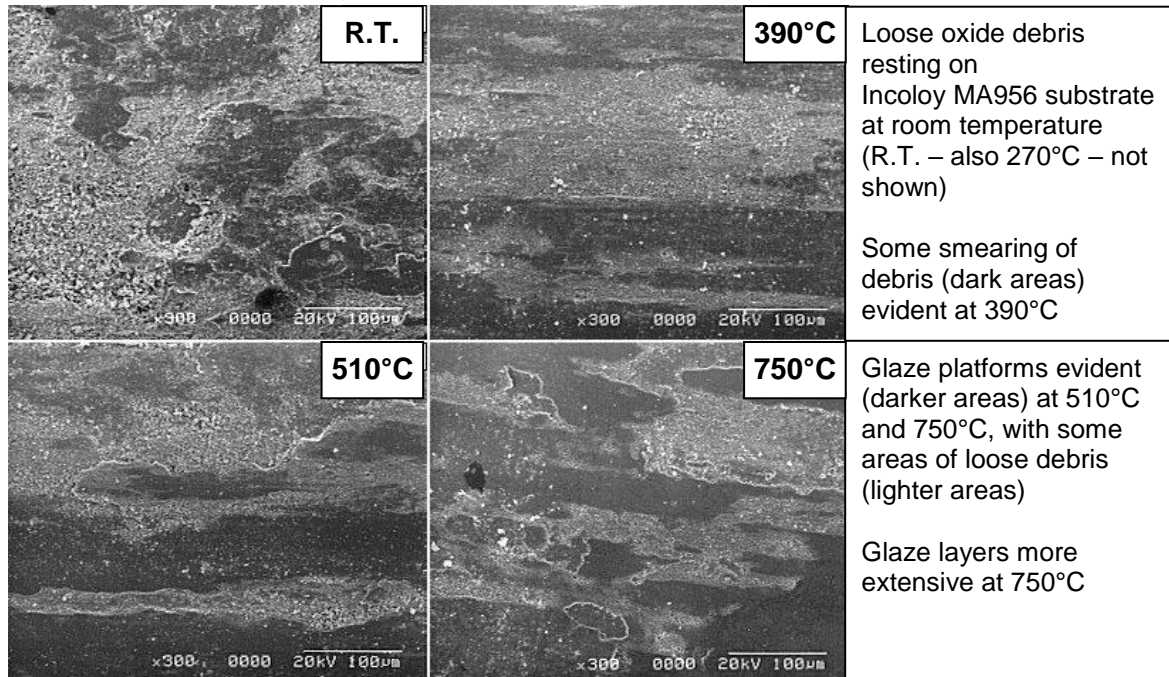 R.T.
x300 0000 20kV 100µm
390°C
x300 0000 20kV 100µm
Loose oxide debris
resting on
Incoloy MA956 substrate
at room temperature
(R.T. – also 270°C – not
shown)
Some smearing of
debris (dark areas)
evident at 390°C
510°C
x300 0000 20kV 100µm
750°C
x300 0000 20kV 100µm
Glaze platforms evident
(darker areas) at 510°C
and 750°C, with some
areas of loose debris
(lighter areas)
Glaze layers more
extensive at 750°C